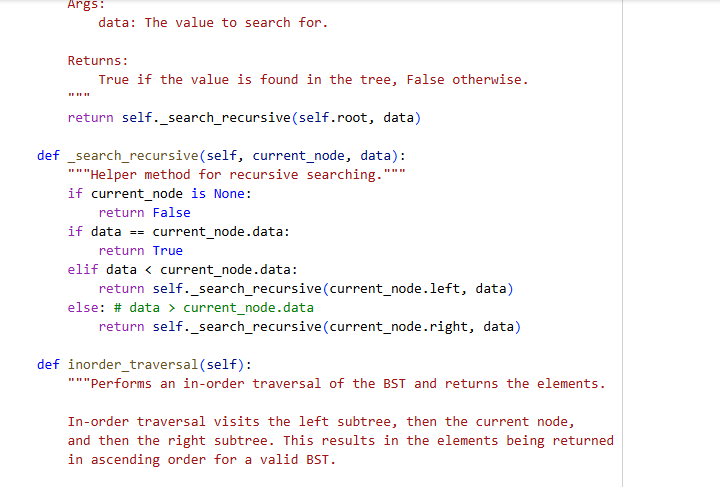 Args:
data: The value to search for.
Returns:
True if the value is found in the tree, False otherwise.
"""
return self._search_recursive(self.root, data)
def _search_recursive(self, current_node, data):
"""Helper method for recursive searching."""
if current_node is None:
return False
if data == current_node.data:
return True
elif data < current_node.data:
return self._search_recursive(current_node.left, data)
else: # data > current_node.data
return self._search_recursive(current_node.right, data)
def inorder_traversal(self):
"""Performs an in-order traversal of the BST and returns the elements.
In-order traversal visits the left subtree, then the current node,
and then the right subtree. This results in the elements being returned
in ascending order for a valid BST.